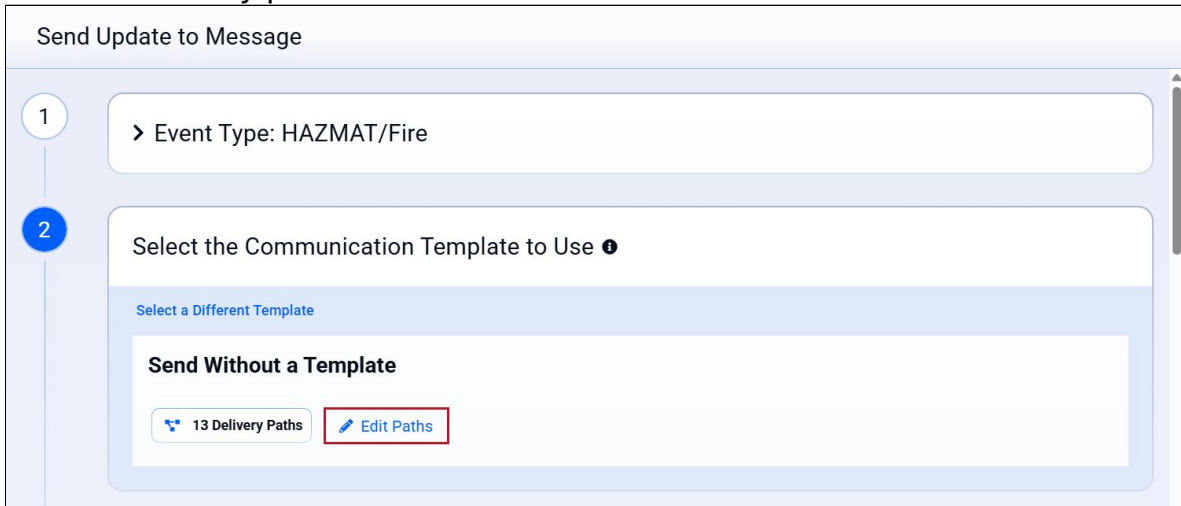 Send Update to Message
1
Event Type: HAZMAT/Fire
2
Select the Communication Template to Use
Select a Different Template
Send Without a Template
13 Delivery Paths Edit Paths